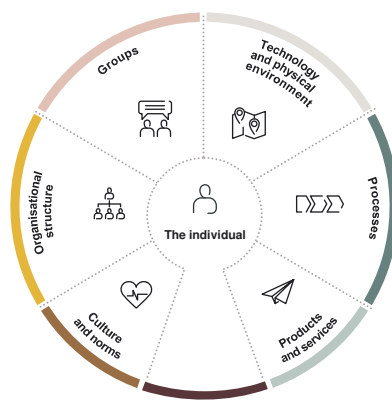 Groups
Technology
and physical
environment
Organisational
structure
Processes
The individual
Culture
and norms
Products
and services